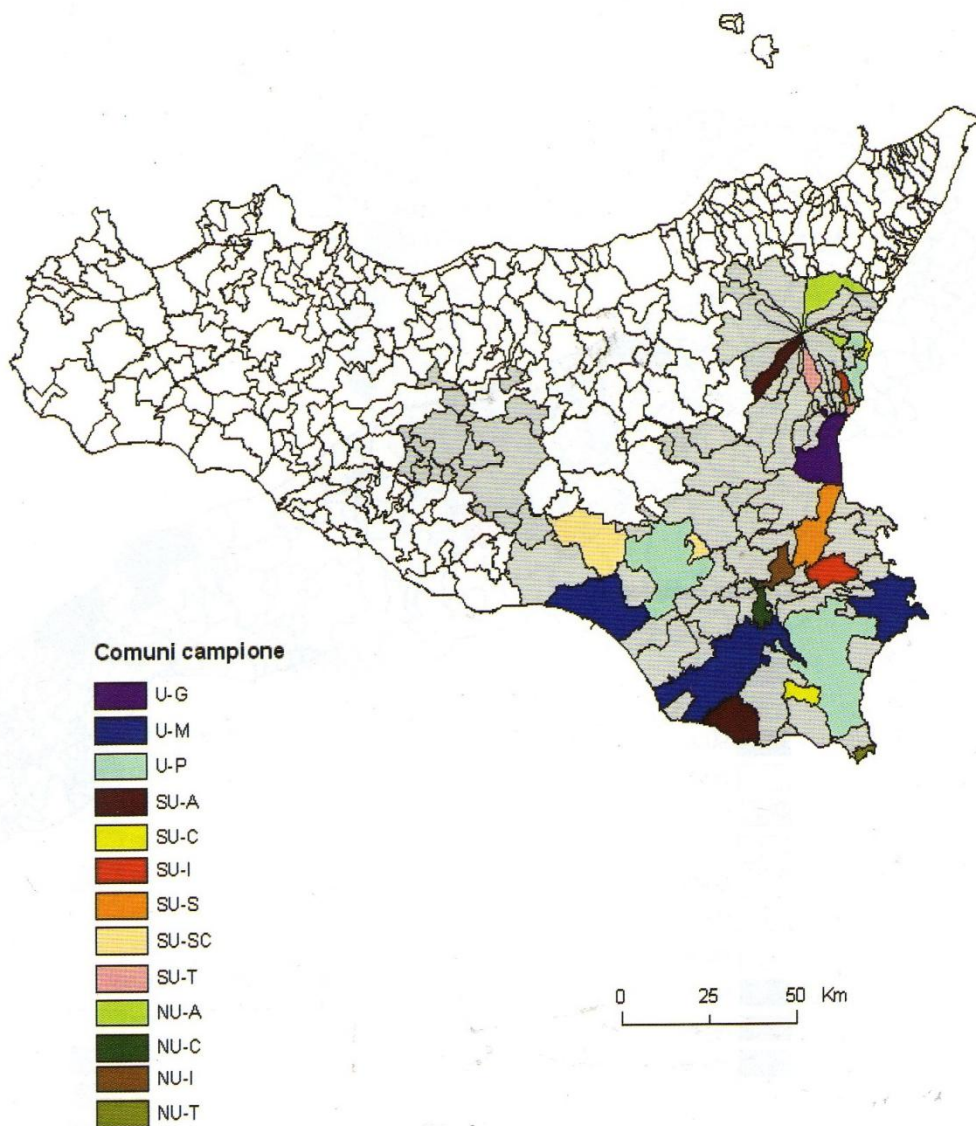 Comuni campione
U-G
U-M
U-P
SU-A
SU-C
SU-I
SU-S
SU-SC
SU-T
NU-A
NU-C
NU-I
NU-T
0 25 50 Km